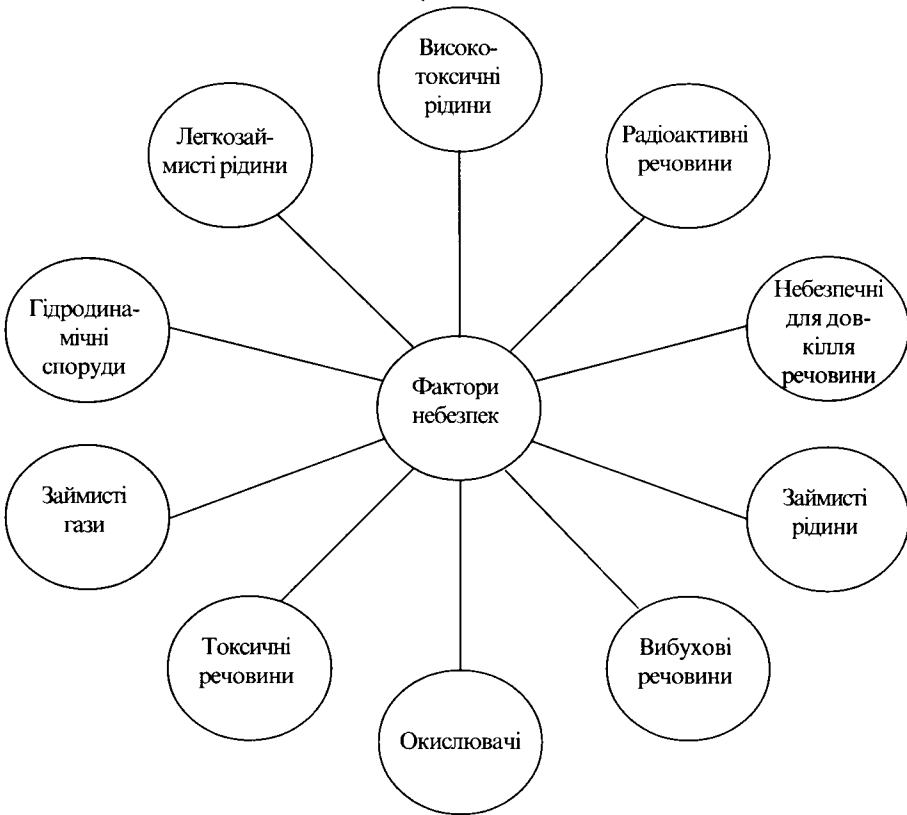 Високо-
токсичні
рідини
Радіоактивні
речовини
Небезпечні
для дов-
кілля
речовини
Займисті
рідини
Вибухові
речовини
Окислювачі
Токсичні
речовини
Займисті
гази
Гідродина-
мічні
споруди
Легкозай-
мисті рідини
Фактори
небезпек